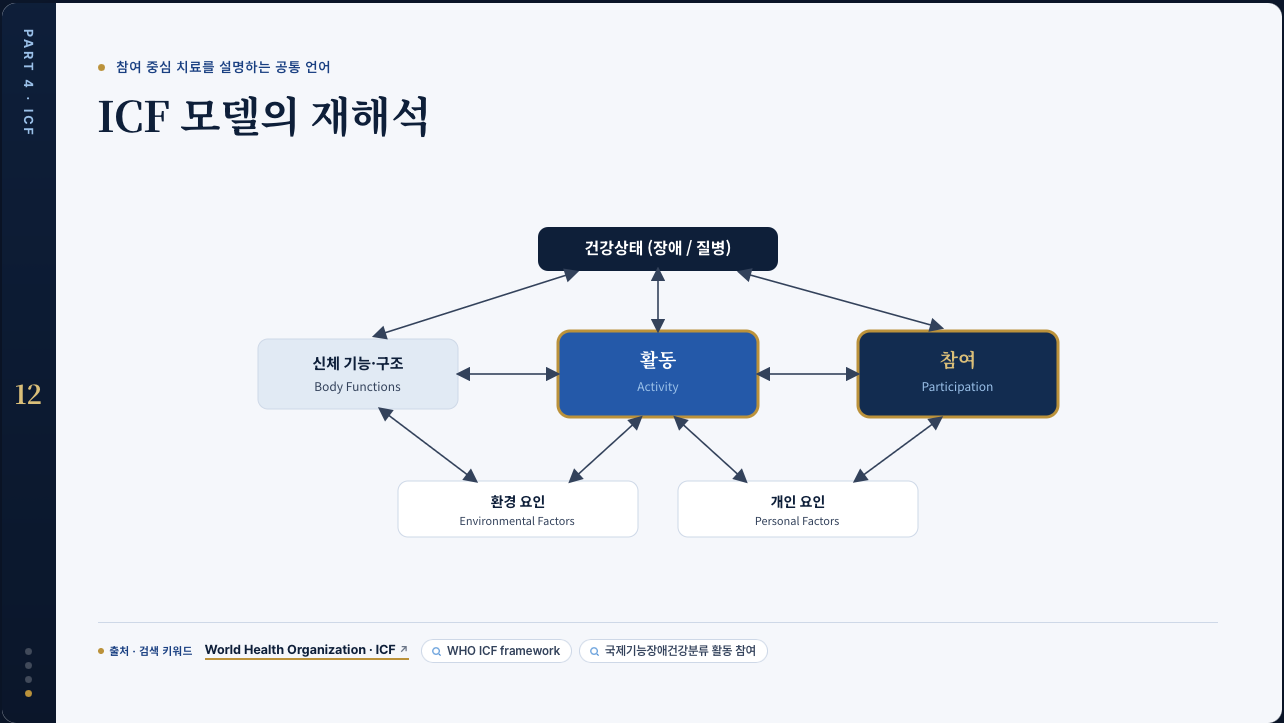 PART 4 · ICF
12
참여 중심 치료를 설명하는 공통 언어
ICF 모델의 재해석
건강상태 (장애 / 질병)
신체 기능·구조
Body Functions
활동
Activity
참여
Participation
환경 요인
Environmental Factors
개인 요인
Personal Factors
출처 · 검색 키워드
World Health Organization · ICF ↗
WHO ICF framework
국제기능장애건강분류 활동 참여